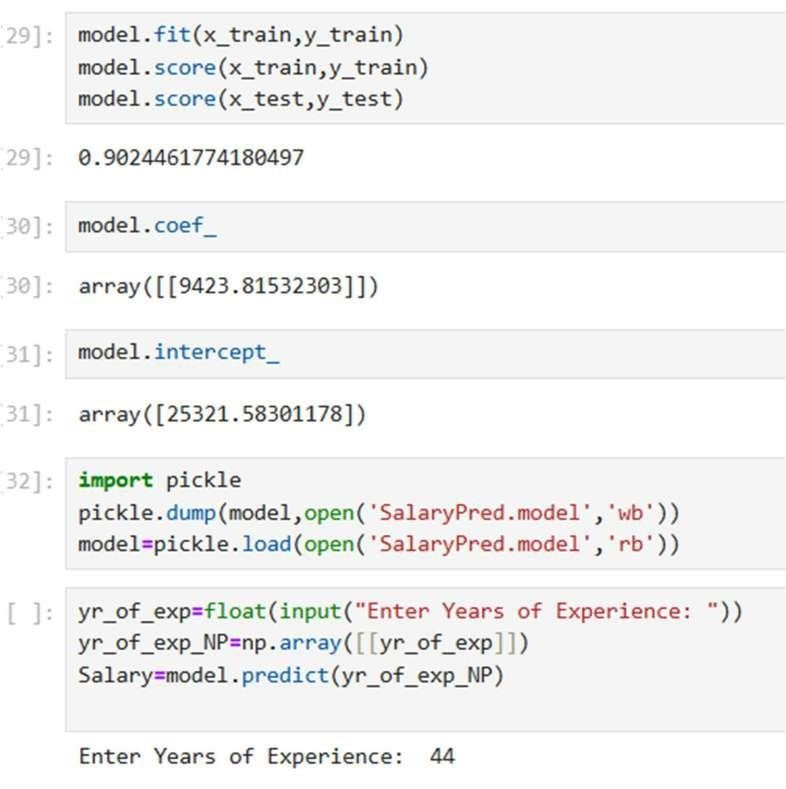 29]: model.fit(x_train,y_train)
model.score(x_train,y_train)
model.score(x_test,y_test)
29]: 0.9024461774180497
30]: model.coef_
30]: array([[9423.81532303]])
31]: model.intercept_
31]: array([25321.58301178])
32]: import pickle
pickle.dump(model,open('SalaryPred.model','wb'))
model=pickle.load(open('SalaryPred.model','rb'))
[ ]: yr_of_exp=float(input("Enter Years of Experience: "))
yr_of_exp_NP=np.array([[yr_of_exp]])
Salary=model.predict(yr_of_exp_NP)
Enter Years of Experience:  44